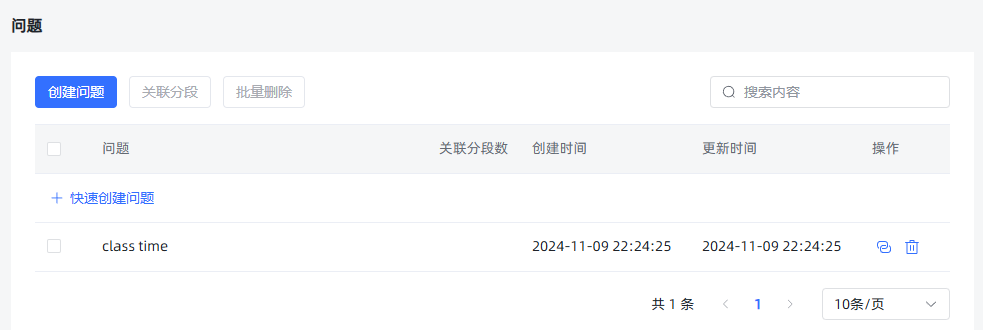 问题
创建问题 关联分段 批量删除 搜索内容
问题 关联分段数 创建时间 更新时间 操作
快速创建问题
class time 2024-11-09 22:24:25 2024-11-09 22:24:25
共 1 条 1 10条/页